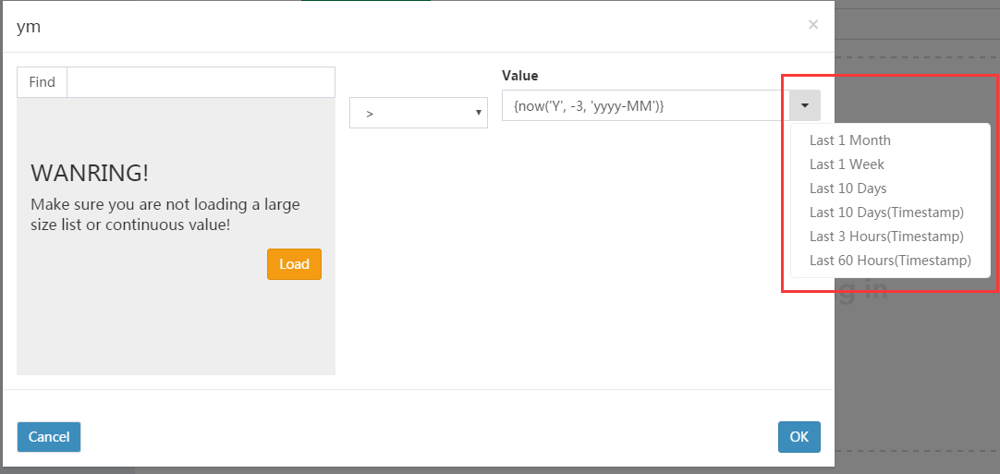 ym
×
Find
Value
>
{now('Y', -3, 'yyyy-MM')}
Last 1 Month
Last 1 Week
Last 10 Days
Last 10 Days(Timestamp)
Last 3 Hours(Timestamp)
Last 60 Hours(Timestamp)
WANRING!
Make sure you are not loading a large
size list or continuous value!
Load
g in
Cancel
OK